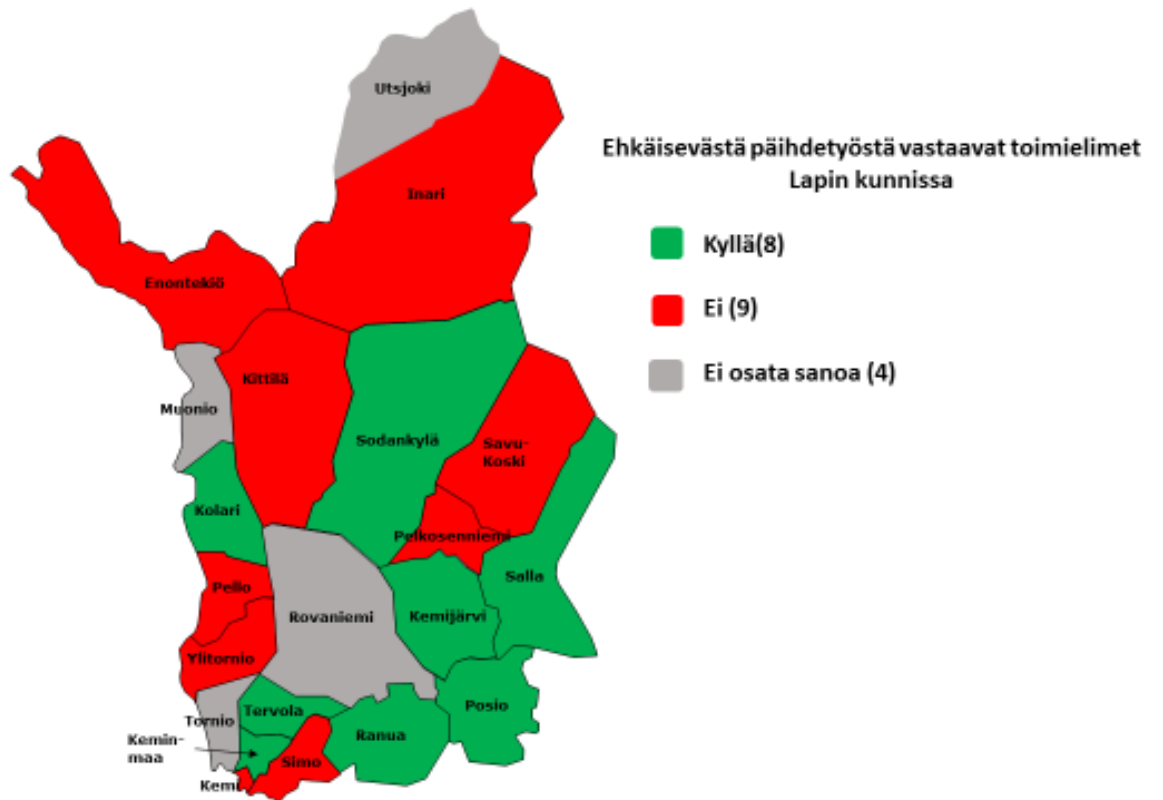 Utsjoki
Ehkäisevästä päihdetyöstä vastaavat toimielimet
Lapin kunnissa
Inari
Kyllä(8)
Enontekiö
Ei (9)
Ei osata sanoa (4)
Kittilä
Muonio
Sodankylä
Savu-
Koski
Kolari
Pelkosenniemi
Salla
Pello
Rovaniemi
Kemijärvi
Ylitornio
Posio
Tervola
Tornio
Ranua
Kemin-
maa
Simo
Kemi